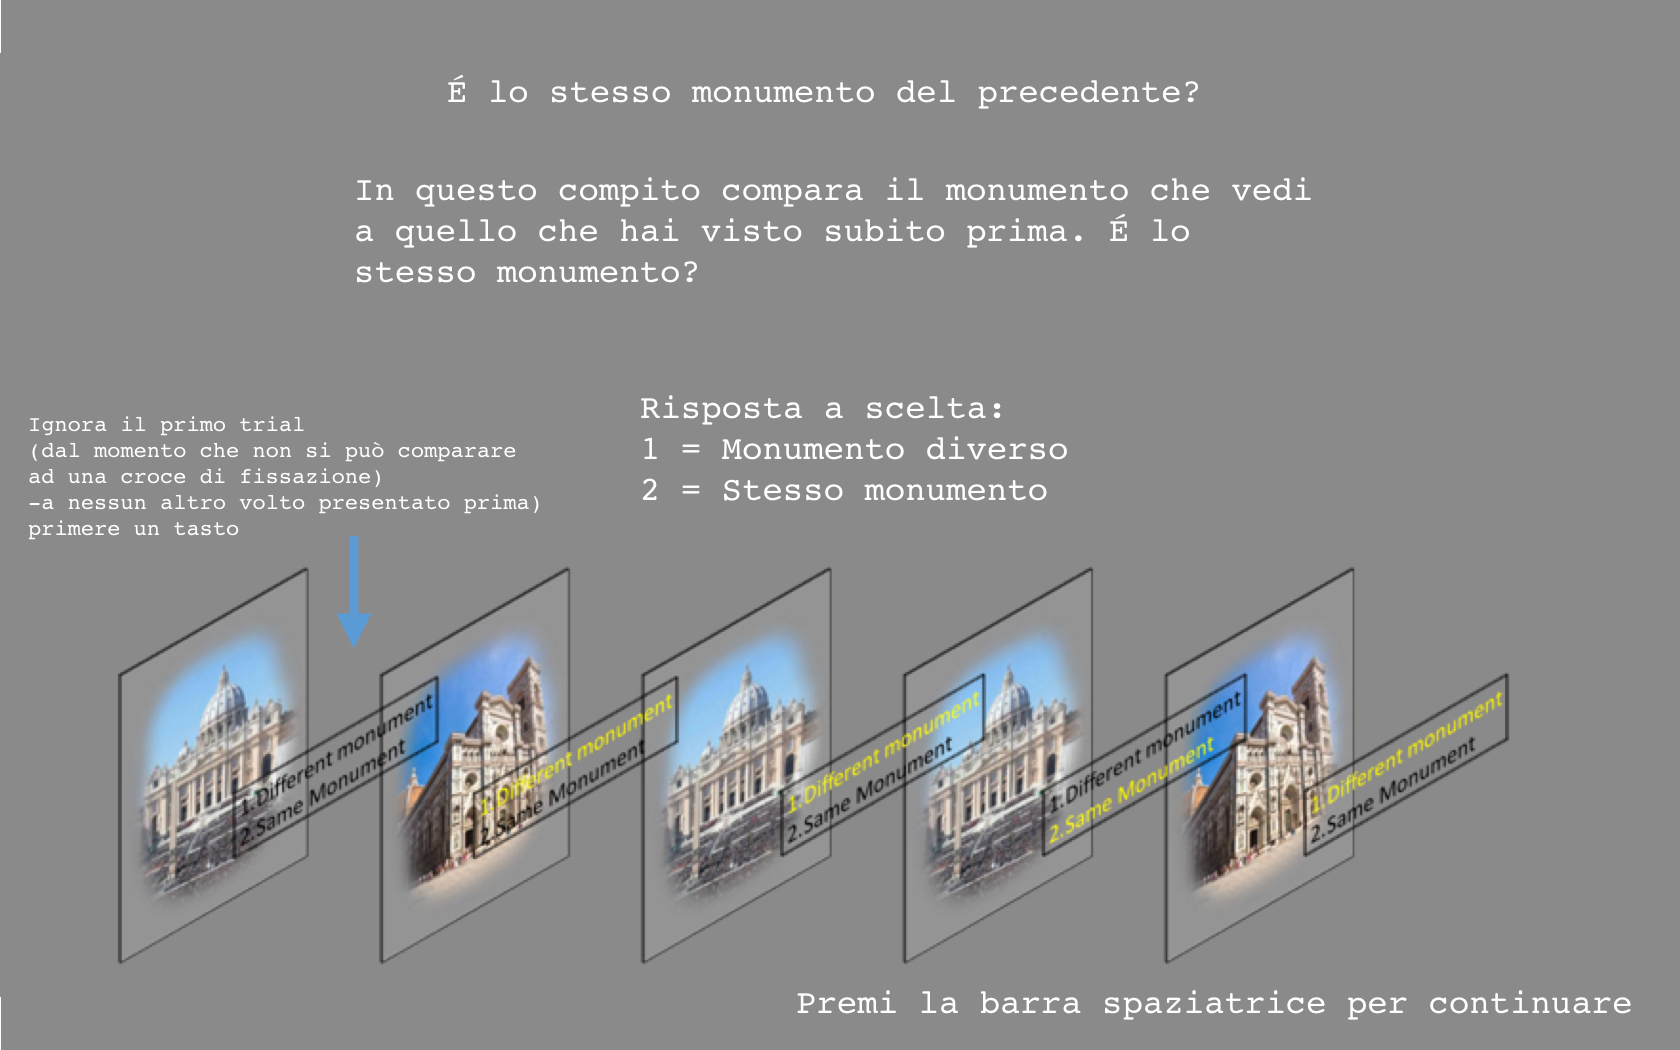 É lo stesso monumento del precedente?
In questo compito compara il monumento che vedi
a quello che hai visto subito prima. É lo
stesso monumento?
Ignora il primo trial
(dal momento che non si può comparare
ad una croce di fissazione)
-a nessun altro volto presentato prima)
primere un tasto
Risposta a scelta:
1 = Monumento diverso
2 = Stesso monumento
1.Different monument
2.Same Monument
1.Different monument
2.Same Monument
1.Different monument
2.Same Monument
1.Different monument
2.Same Monument
1.Different monument
2.Same Monument
Premi la barra spaziatrice per continuare